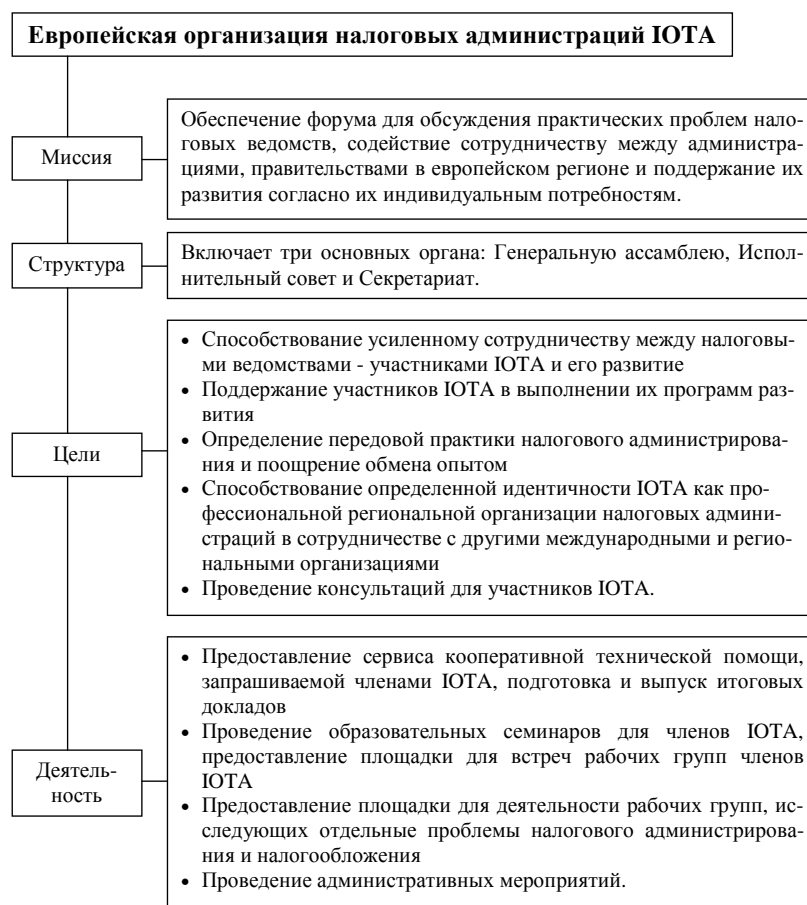 Европейская организация налоговых администраций IOTA
Миссия
Обеспечение форума для обсуждения практических проблем нало-
говых ведомств, содействие сотрудничеству между администра-
циями, правительствами в европейском регионе и поддержание их
развития согласно их индивидуальным потребностям.
Структура
Включает три основных органа: Генеральную ассамблею, Испол-
нительный совет и Секретариат.
Цели
• Способствование усиленному сотрудничеству между налоговы-
ми ведомствами - участниками IOTA и его развитие
• Поддержание участников IOTA в выполнении их программ раз-
вития
• Определение передовой практики налогового администрирова-
ния и поощрение обмена опытом
• Способствование определенной идентичности IOTA как про-
фессиональной региональной организации налоговых админи-
страций в сотрудничестве с другими международными и регио-
нальными организациями
• Проведение консультаций для участников IOTA.
Деятель-
ность
• Предоставление сервиса кооперативной технической помощи,
запрашиваемой членами IOTA, подготовка и выпуск итоговых
докладов
• Проведение образовательных семинаров для членов IOTA,
предоставление площадки для встреч рабочих групп членов
IOTA
• Предоставление площадки для деятельности рабочих групп, ис-
следующих отдельные проблемы налогового администрирова-
ния и налогообложения
• Проведение административных мероприятий.